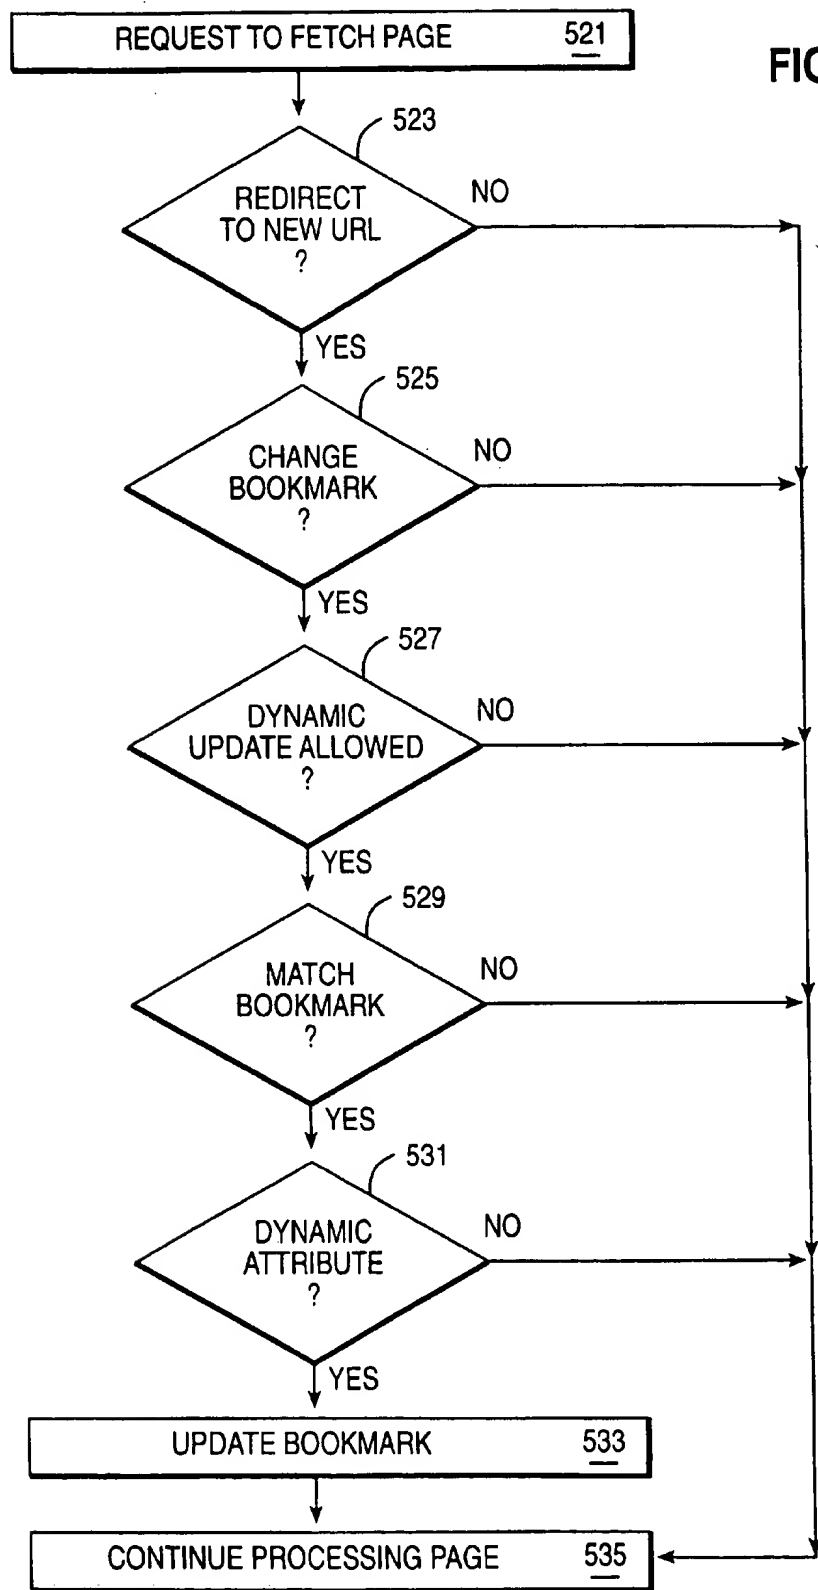 REQUEST TO FETCH PAGE 521
FIG
523
REDIRECT
TO NEW URL
?
NO
YES
525
CHANGE
BOOKMARK
?
NO
YES
527
DYNAMIC
UPDATE ALLOWED
?
NO
YES
529
MATCH
BOOKMARK
?
NO
YES
531
DYNAMIC
ATTRIBUTE
?
NO
YES
UPDATE BOOKMARK 533
CONTINUE PROCESSING PAGE 535